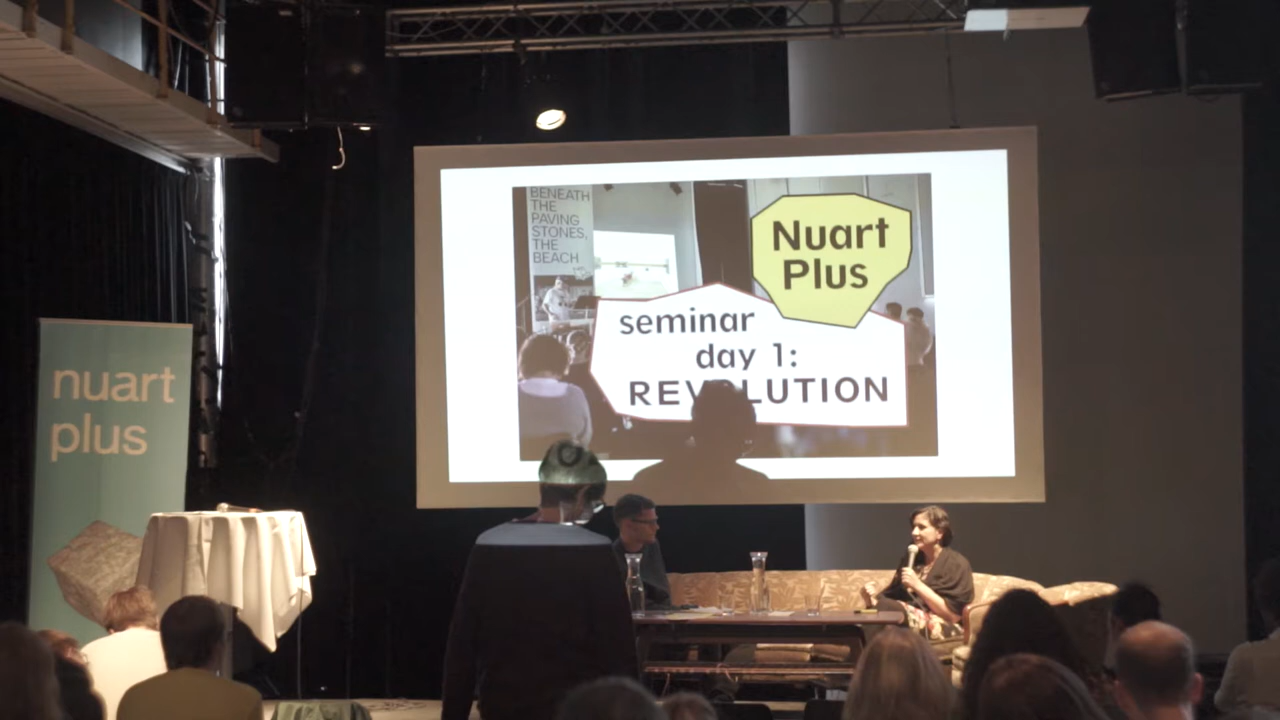 BENEATH
THE
PAVING
STONES,
THE
BEACH
Nuart
Plus
seminar
day 1:
REVOLUTION
nuart
plus